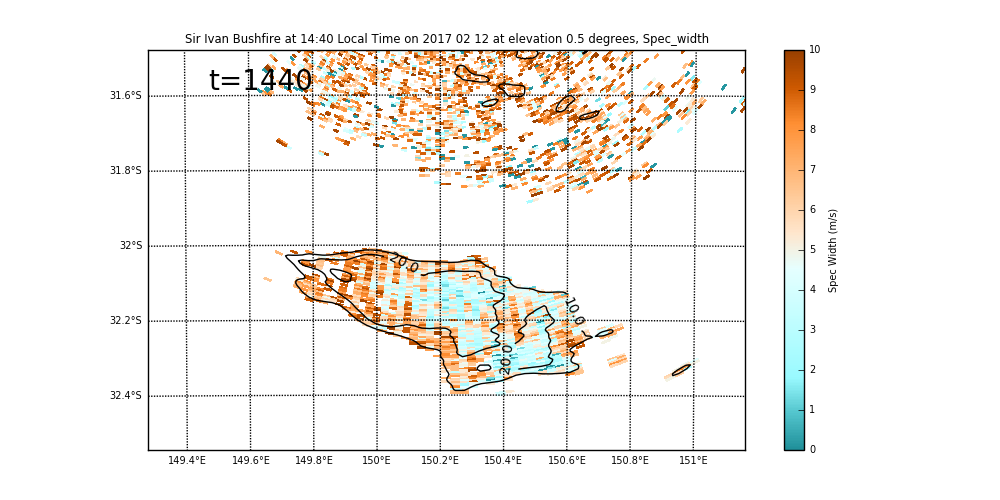 Sir Ivan Bushfire at 14:40 Local Time on 2017 02 12 at elevation 0.5 degrees, Spec_width
t=1440
31.6°S
31.8°S
32°S
32.2°S
32.4°S
149.4°E 149.6°E 149.8°E 150°E 150.2°E 150.4°E 150.6°E 150.8°E 151°E
20.0
10
9
8
7
6
5
4
3
2
1
0
Spec Width (m/s)